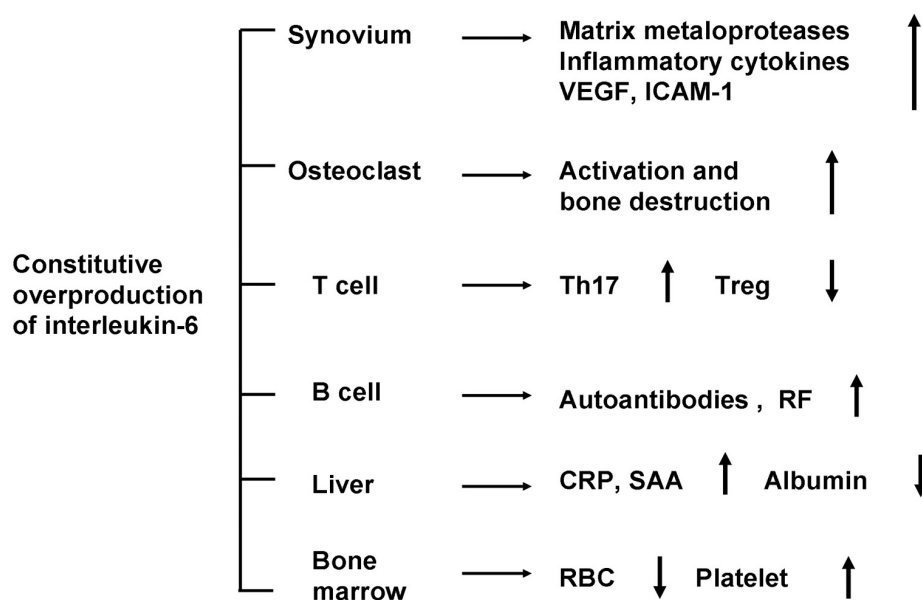 Synovium
Matrix metaloproteases
Inflammatory cytokines
VEGF, ICAM-1
Osteoclast
Activation and
bone destruction
Constitutive
overproduction
of interleukin-6
T cell
Th17
Treg
B cell
Autoantibodies , RF
Liver
CRP, SAA
Albumin
Bone
marrow
RBC
Platelet